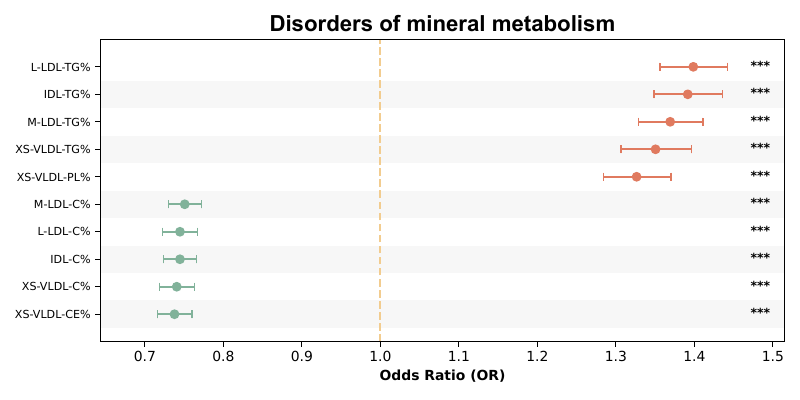 Disorders of mineral metabolism
L-LDL-TG% ***
IDL-TG% ***
M-LDL-TG% ***
XS-VLDL-TG% ***
XS-VLDL-PL% ***
M-LDL-C% ***
L-LDL-C% ***
IDL-C% ***
XS-VLDL-C% ***
XS-VLDL-CE% ***
0.7 0.8 0.9 1.0 1.1 1.2 1.3 1.4 1.5
Odds Ratio (OR)